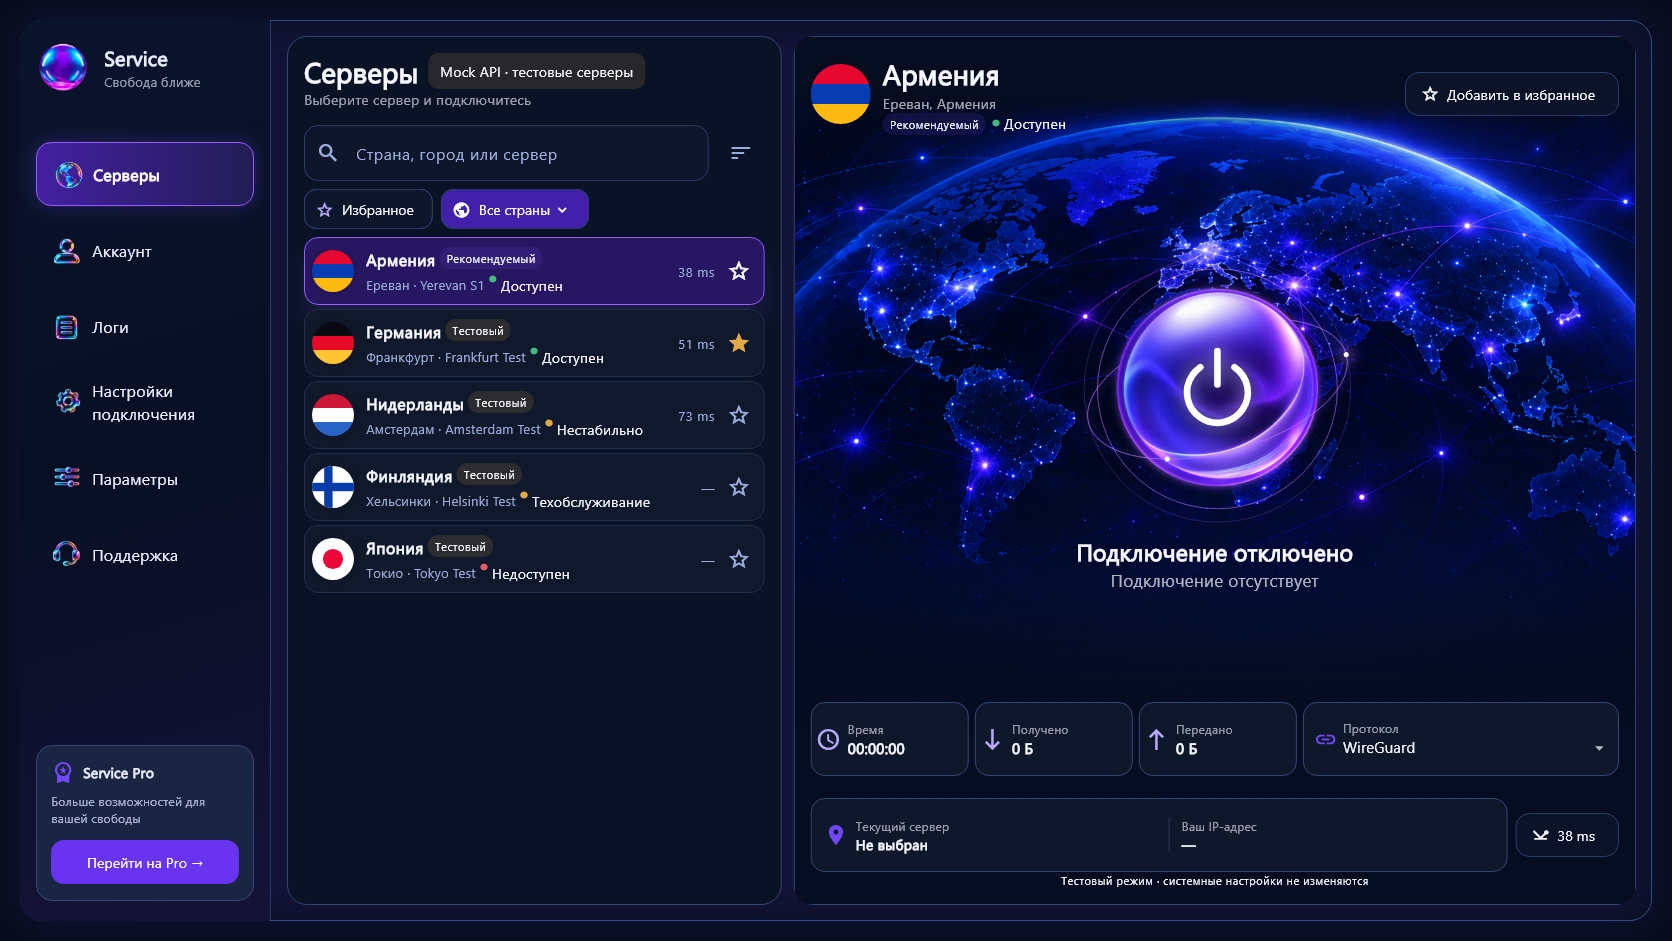 Service
Свобода ближе
Серверы
Аккаунт
Логи
Настройки
подключения
Параметры
Поддержка
Service Pro
Больше возможностей для
вашей свободы
Перейти на Pro →
Серверы
Mock API · тестовые серверы
Выберите сервер и подключитесь
Страна, город или сервер
Избранное
Все страны
Армения Рекомендуемый
Ереван · Yerevan S1 Доступен
38 ms
Германия Тестовый
Франкфурт · Frankfurt Test Доступен
51 ms
Нидерланды Тестовый
Амстердам · Amsterdam Test Нестабильно
73 ms
Финляндия Тестовый
Хельсинки · Helsinki Test Техобслуживание
—
Япония Тестовый
Токио · Tokyo Test Недоступен
—
Армения
Ереван, Армения
Рекомендуемый Доступен
Добавить в избранное
Подключение отключено
Подключение отсутствует
Время
00:00:00
Получено
0 Б
Передано
0 Б
Протокол
WireGuard
Текущий сервер
Не выбран
Ваш IP-адрес
—
38 ms
Тестовый режим · системные настройки не изменяются